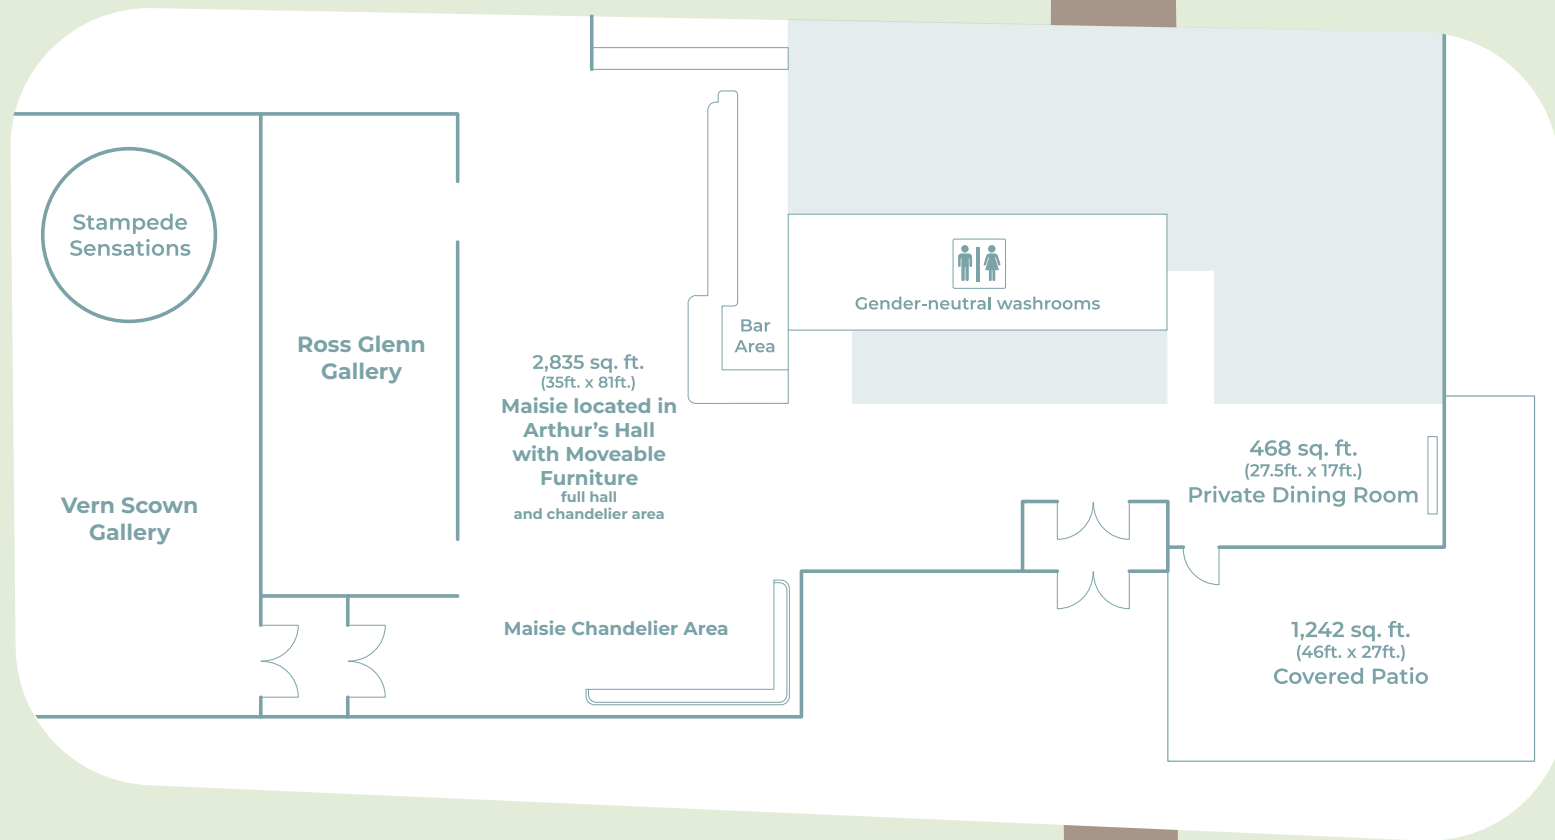 Stampede
Sensations
Ross Glenn
Gallery
Vern Scown
Gallery
2,835 sq. ft.
(35ft. x 81ft.)
Maisie located in
Arthur’s Hall
with Moveable
Furniture
full hall
and chandelier area
Maisie Chandelier Area
Bar
Area
Gender-neutral washrooms
468 sq. ft.
(27.5ft. x 17ft.)
Private Dining Room
1,242 sq. ft.
(46ft. x 27ft.)
Covered Patio